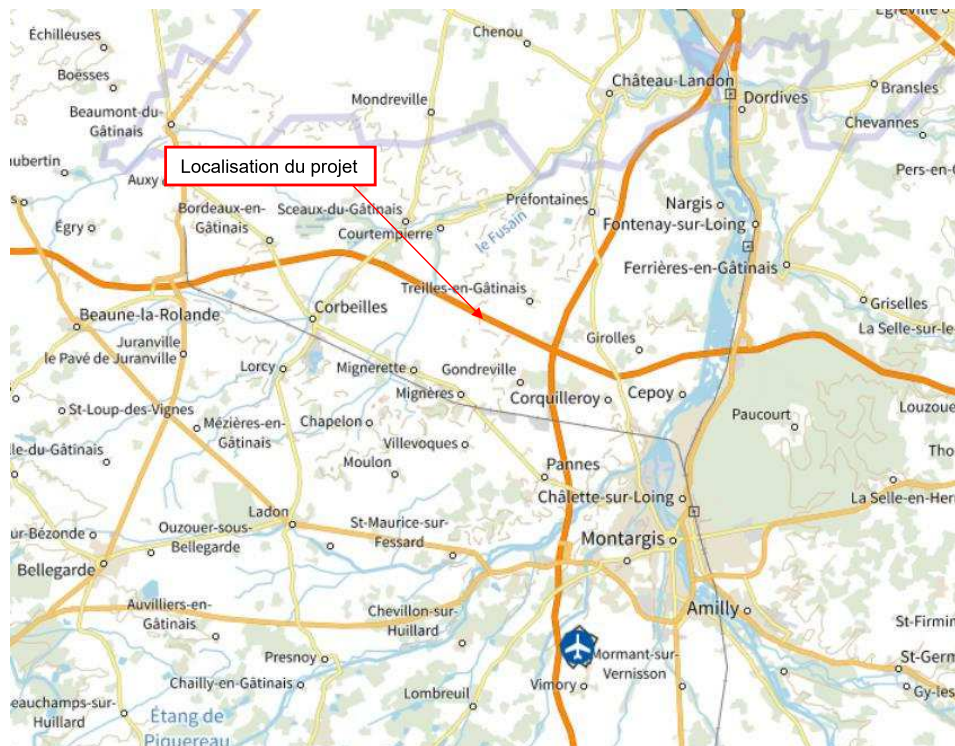 Échilleuses
Chenou
Égreville
Boësses
Château-Landon
Bransles
Mondreville
Dordives
Beaumont-du-
Gâtinais
Chevannes
aubertin
Localisation du projet
Pers-en-G
Auxy
Préfontaines
Nargis
Bordeaux-en-
Gâtinais
Sceaux-du-Gâtinais
Égry
Courtempierre
le Fusain
Fontenay-sur-Loing
Ferrières-en-Gâtinais
Treilles-en-Gâtinais
Griselles
Corbeilles
Beaune-la-Rolande
La Selle-sur-le-
Juranville
le Pavé de Juranville
Girolles
Lorcy
Mignerette
Gondreville
Mignères
Corquilleroy
Cepoy
St-Loup-des-Vignes
Paucourt
Louzoue
Mézières-en-
Gâtinais
Chapelon
Villevoques
lle-du-Gâtinais
Moulon
Pannes
Tho
Châlette-sur-Loing
La Selle-en-Her
Ladon
ur-Bézonde
Ouzouer-sous-
Bellegarde
St-Maurice-sur-
Fessard
Montargis
Bellegarde
Auvilliers-en-
Gâtinais
Chevillon-sur-
Huillard
Amilly
St-Firmin
Presnoy
Mormant-sur-
Vernisson
St-Germ
Chailly-en-Gâtinais
Vimory
Lombreuil
Gy-les
eauchamps-sur-
Huillard
Étang de
Piquereau